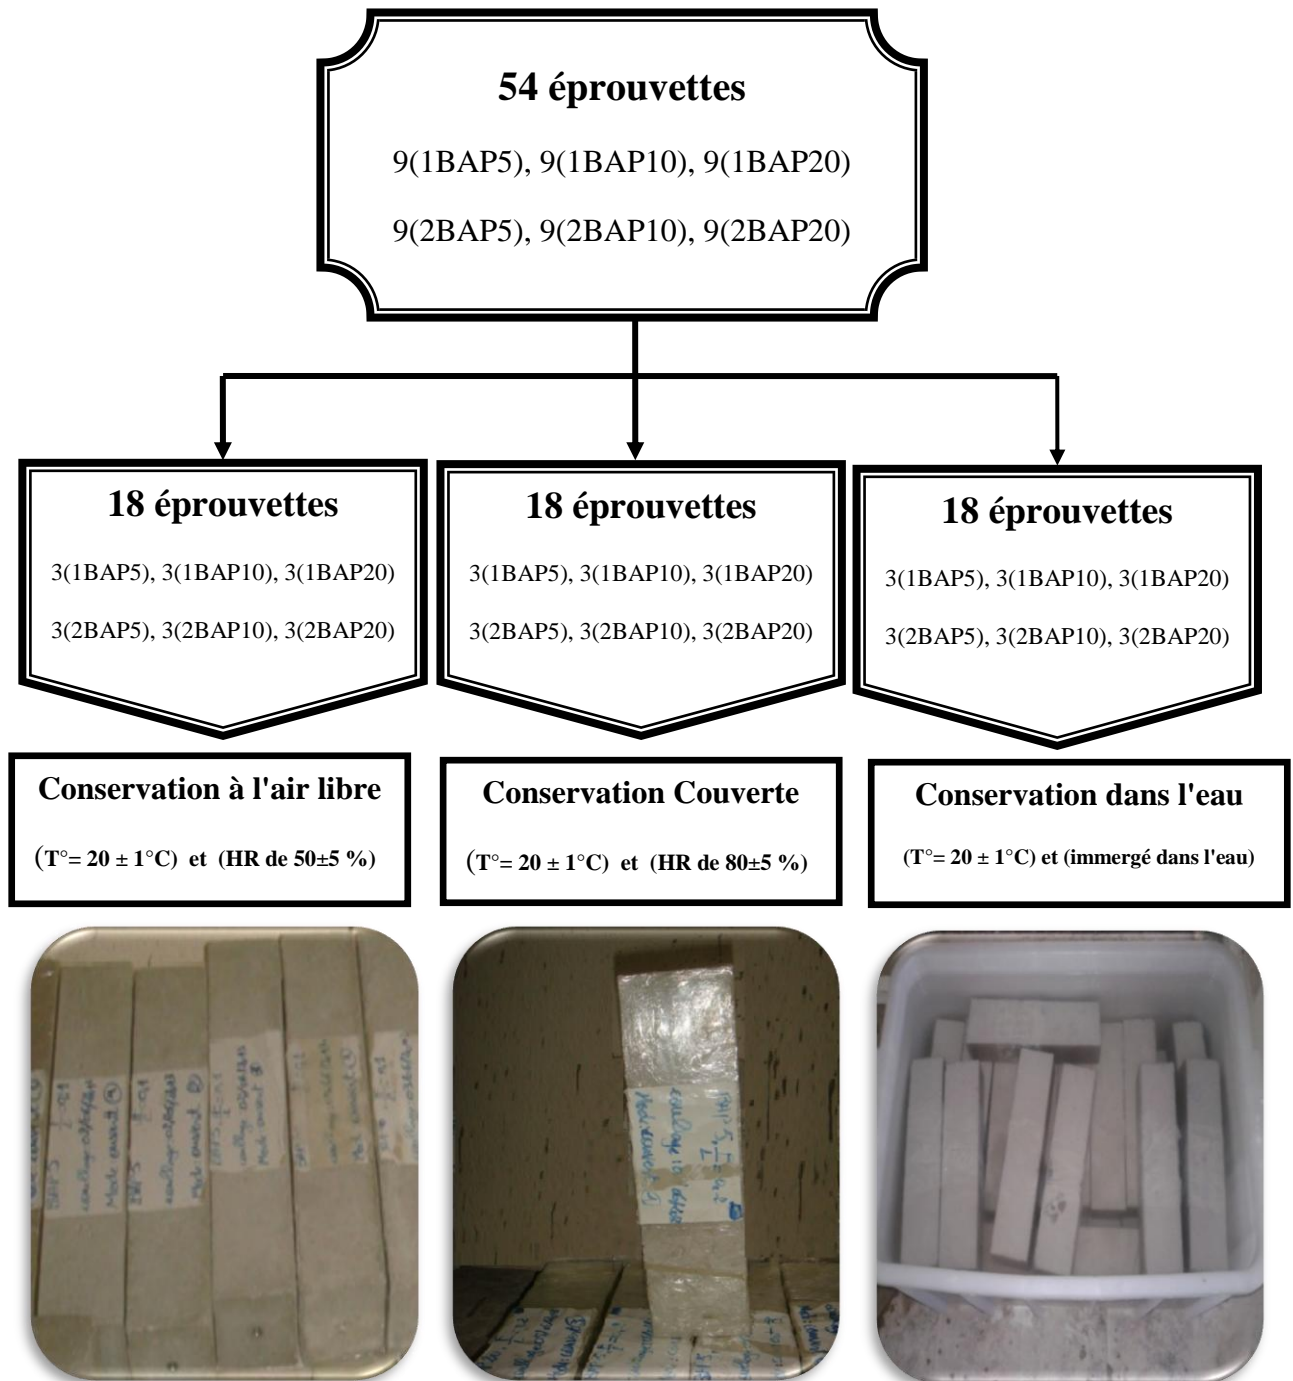 54 éprouvettes
9(1BAP5), 9(1BAP10), 9(1BAP20)
9(2BAP5), 9(2BAP10), 9(2BAP20)
18 éprouvettes
3(1BAP5), 3(1BAP10), 3(1BAP20)
3(2BAP5), 3(2BAP10), 3(2BAP20)
18 éprouvettes
3(1BAP5), 3(1BAP10), 3(1BAP20)
3(2BAP5), 3(2BAP10), 3(2BAP20)
18 éprouvettes
3(1BAP5), 3(1BAP10), 3(1BAP20)
3(2BAP5), 3(2BAP10), 3(2BAP20)
Conservation à l'air libre
(T°= 20 ± 1°C) et (HR de 50±5 %)
Conservation Couverte
(T°= 20 ± 1°C) et (HR de 80±5 %)
Conservation dans l'eau
(T°= 20 ± 1°C) et (immergé dans l'eau)